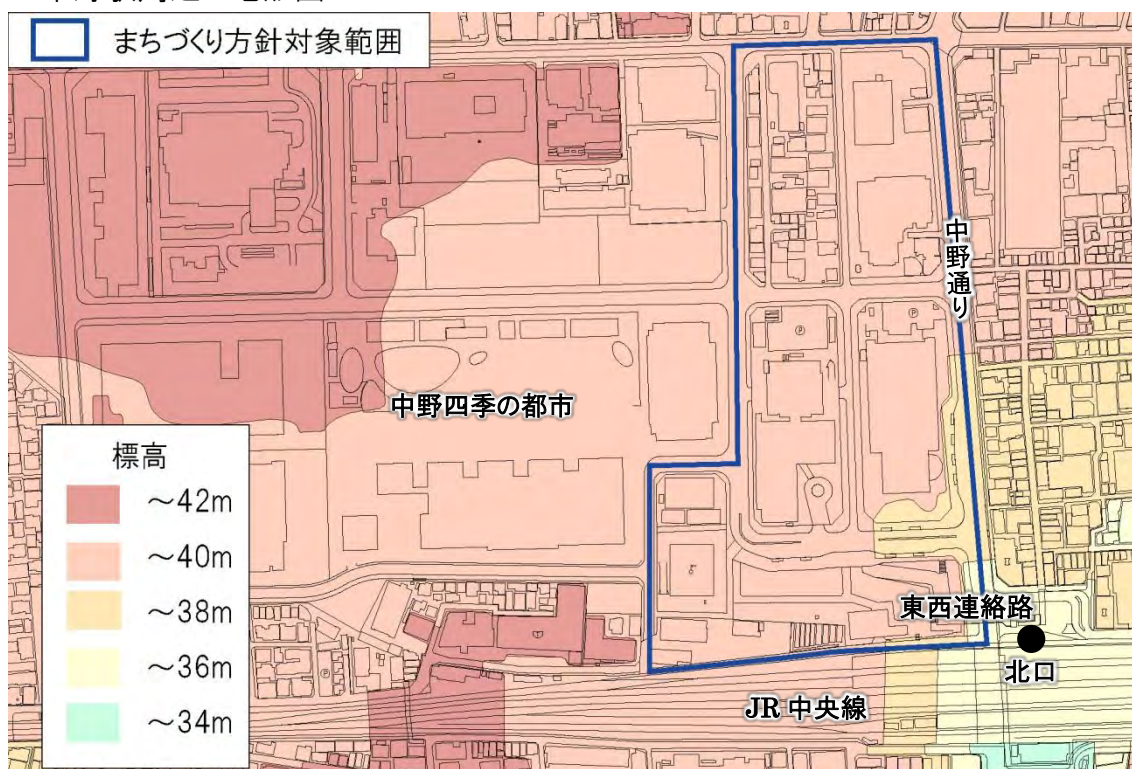 まちづくり方針対象範囲
中野通り
中野四季の都市
標高
～42m
～40m
～38m
～36m
～34m
東西連絡路
北口
JR 中央線
P
P
P
P